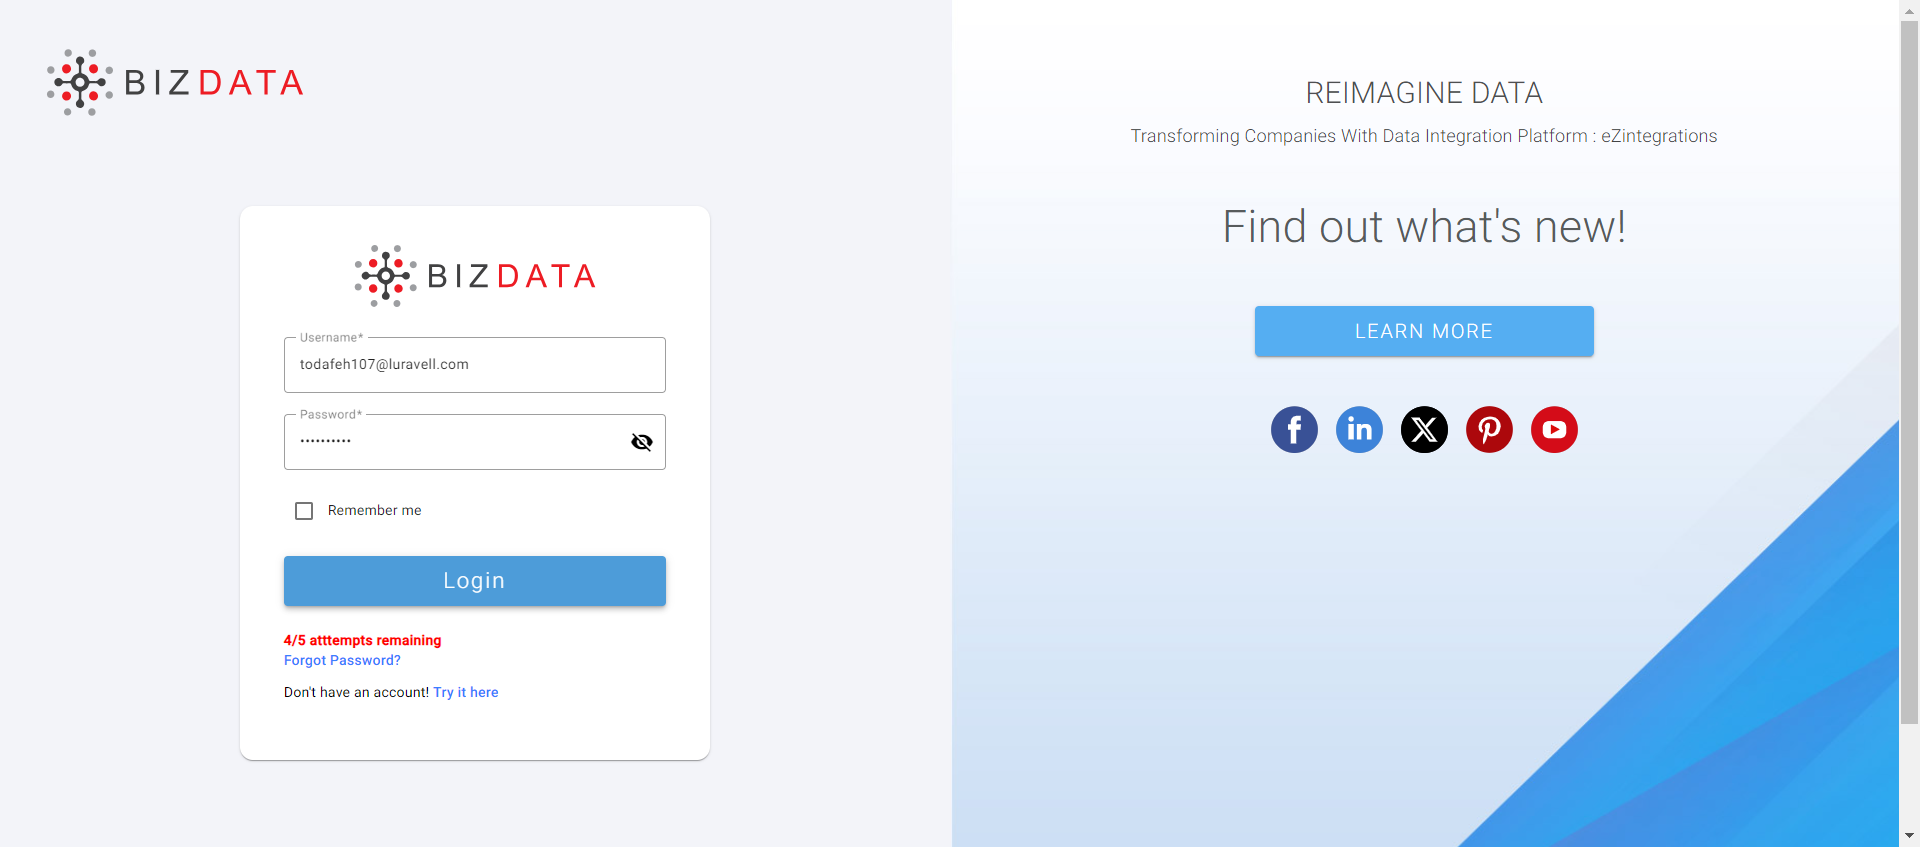 BIZDATA
BIZDATA
Username*
todafeh107@luravell.com
Password*
••••••••••
Remember me
Login
4/5 atttempts remaining
Forgot Password?
Don't have an account! Try it here
REIMAGINE DATA
Transforming Companies With Data Integration Platform : eZintegrations
Find out what's new!
LEARN MORE